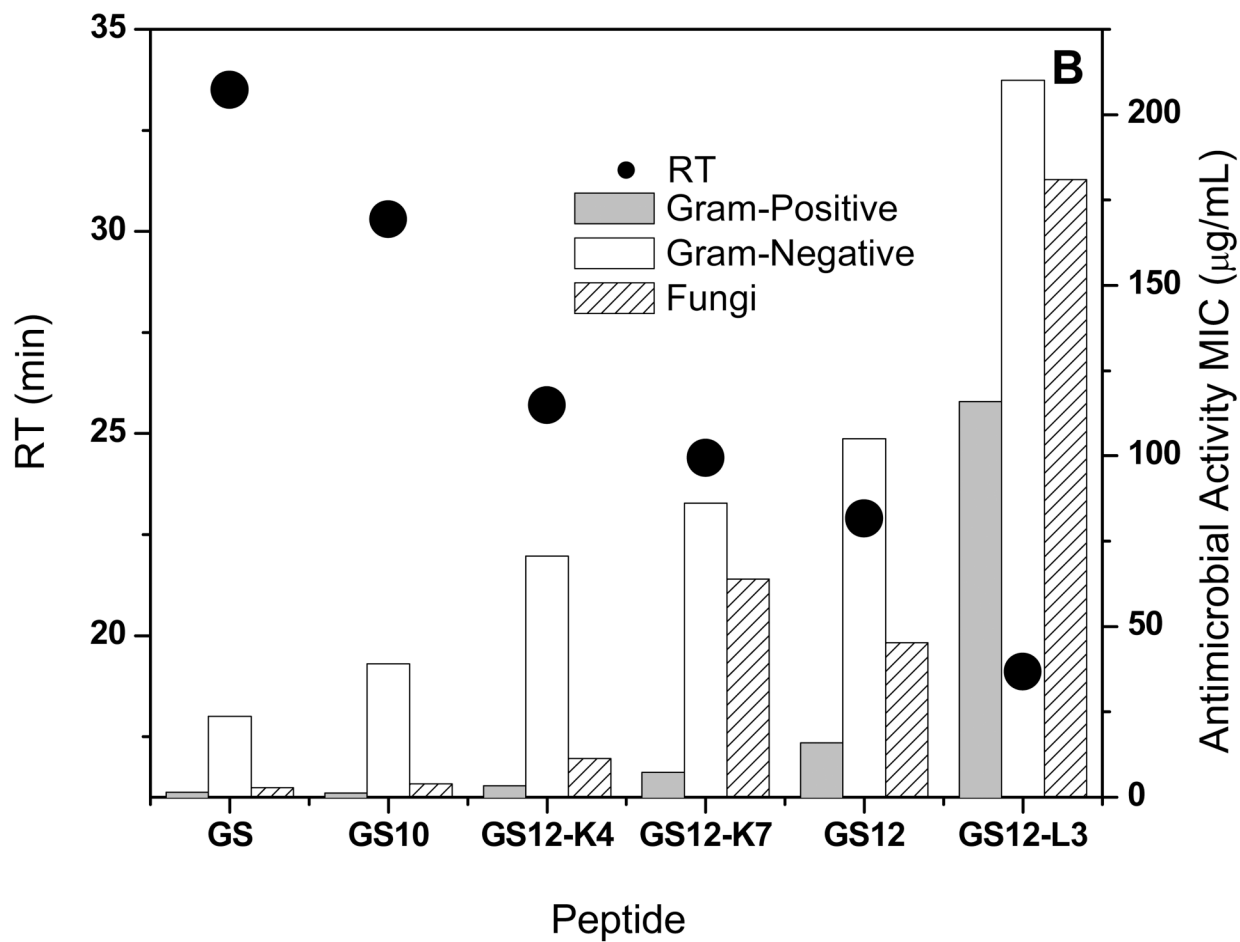 B
35
30
25
20
RT (min)
200
150
100
50
0
Antimicrobial Activity MIC (μg/mL)
RT
Gram-Positive
Gram-Negative
Fungi
GS GS10 GS12-K4 GS12-K7 GS12 GS12-L3
Peptide